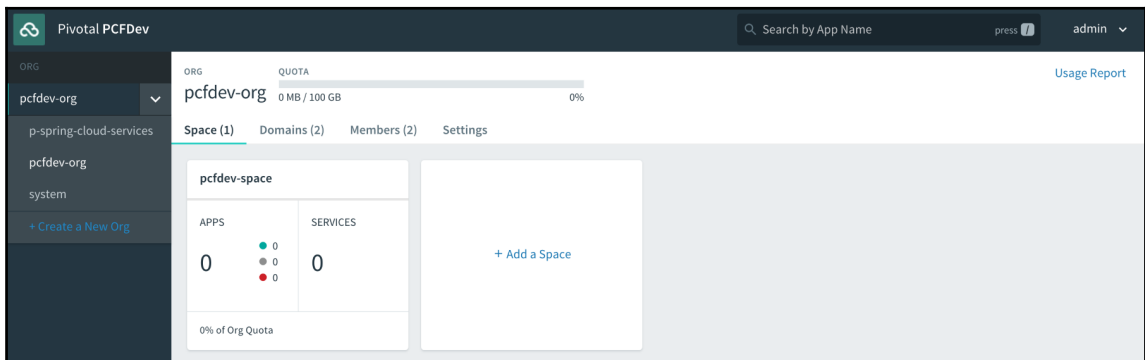 Pivotal PCFDev
Search by App Name
press /
admin
ORG
pcfdev-org
p-spring-cloud-services
pcfdev-org
system
+ Create a New Org
ORG
pcfdev-org
QUOTA
0 MB / 100 GB
0%
Usage Report
Space (1)
Domains (2)
Members (2)
Settings
pcfdev-space
APPS
0
0
0
0
SERVICES
0
0% of Org Quota
+ Add a Space